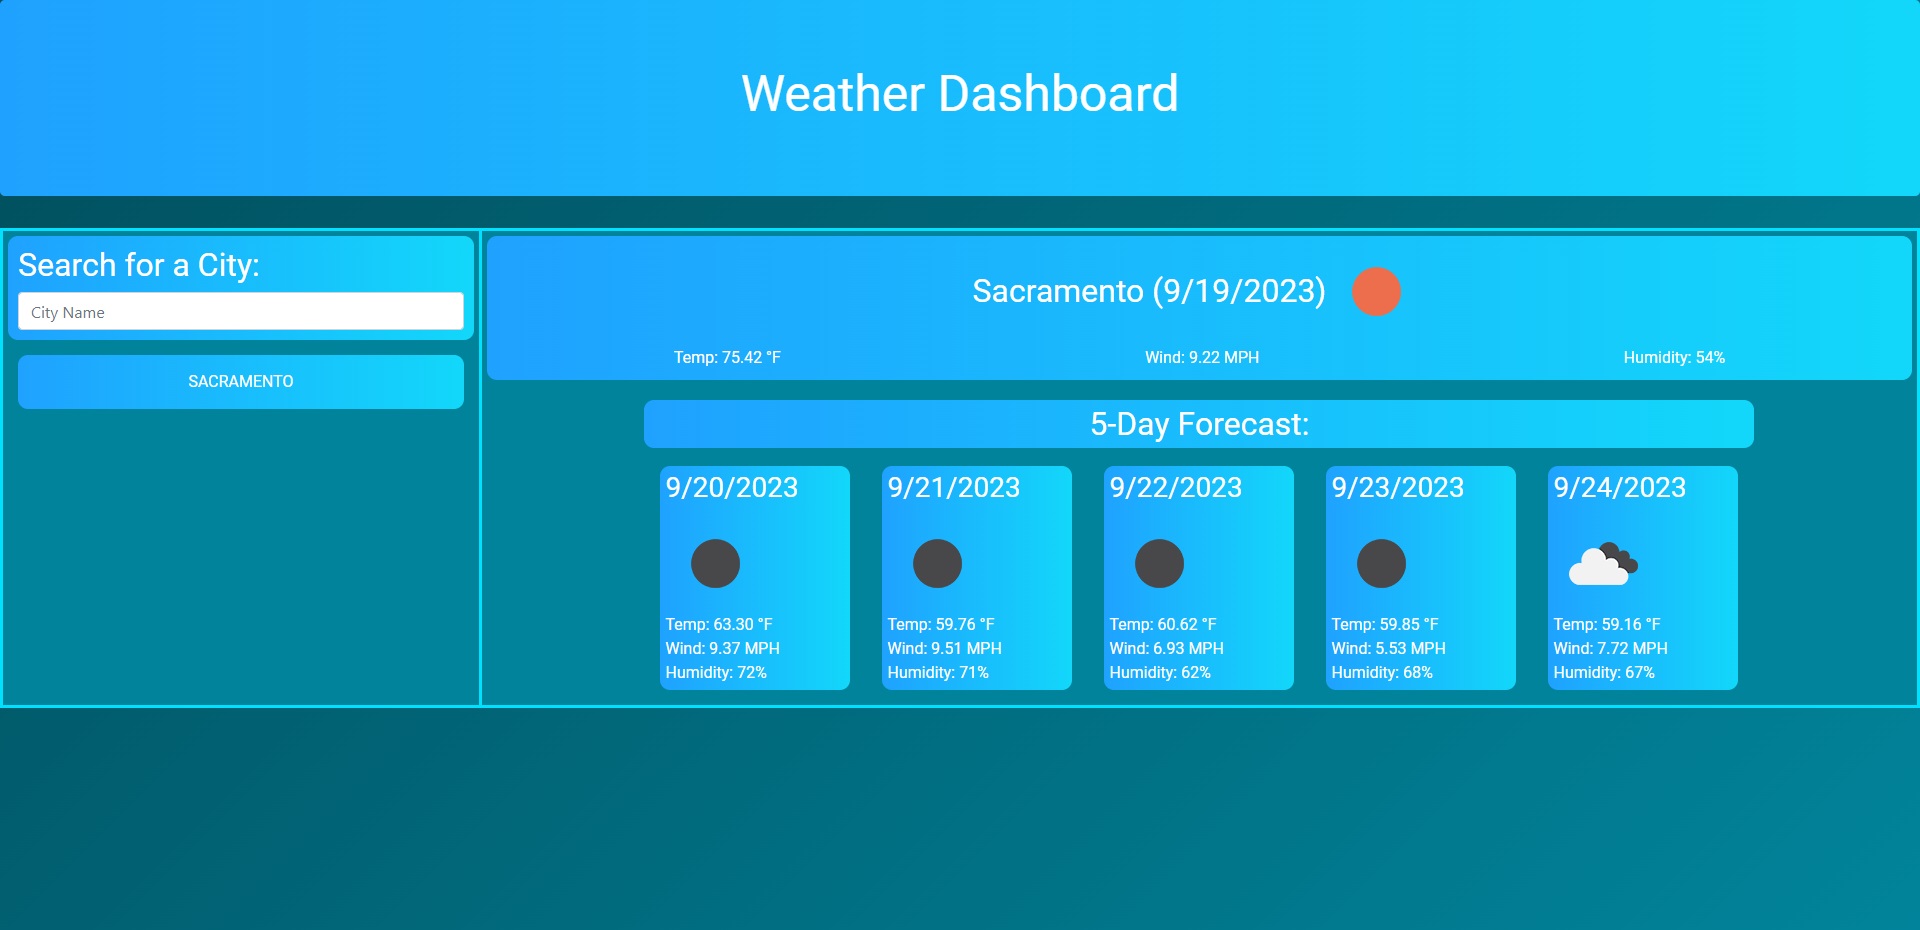 Weather Dashboard
Search for a City:
City Name
SACRAMENTO
Sacramento (9/19/2023)
Temp: 75.42 °F
Wind: 9.22 MPH
Humidity: 54%
5-Day Forecast:
9/20/2023
Temp: 63.30 °F
Wind: 9.37 MPH
Humidity: 72%
9/21/2023
Temp: 59.76 °F
Wind: 9.51 MPH
Humidity: 71%
9/22/2023
Temp: 60.62 °F
Wind: 6.93 MPH
Humidity: 62%
9/23/2023
Temp: 59.85 °F
Wind: 5.53 MPH
Humidity: 68%
9/24/2023
Temp: 59.16 °F
Wind: 7.72 MPH
Humidity: 67%